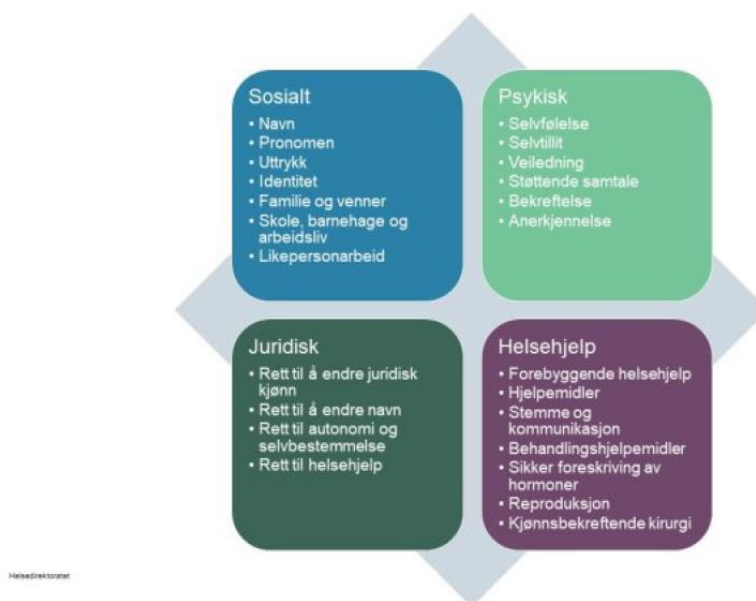 Sosialt
• Navn
• Pronomen
• Uttrykk
• Identitet
• Familie og venner
• Skole, barnehage og
arbeidsliv
• Likepersonarbeid
Psykisk
• Selvfølelse
• Selvtillit
• Veiledning
• Støttende samtale
• Bekreftelse
• Anerkjennelse
Juridisk
• Rett til å endre juridisk
kjønn
• Rett til å endre navn
• Rett til autonomi og
selvbestemmelse
• Rett til helsehjelp
Helsehjelp
• Forebyggende helsehjelp
• Hjelpemidler
• Stemme og
kommunikasjon
• Behandlingshjelpemidler
• Sikker foreskriving av
hormoner
• Reproduksjon
• Kjønnsbekreftende kirurgi
Helsedirektoratet